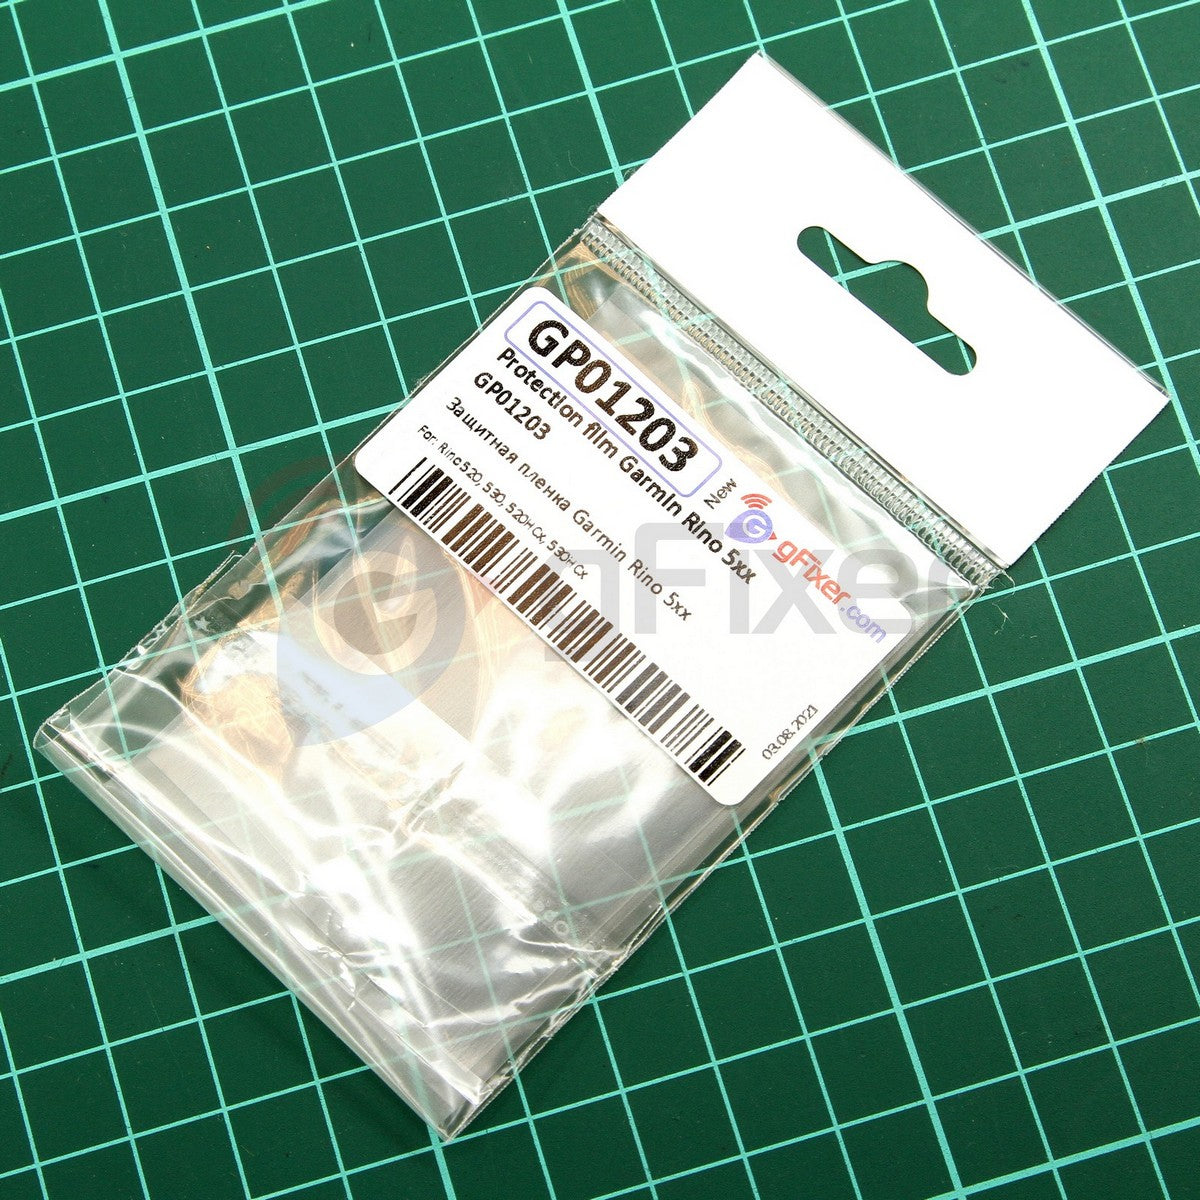 GP01203
New
Protection film Garmin Rino 5xx
GP01203
gFixer.com
Защитная пленка Garmin Rino 5xx
For: Rino 520, 530, 520HCx, 530HCx
03.08.2021
gFixer